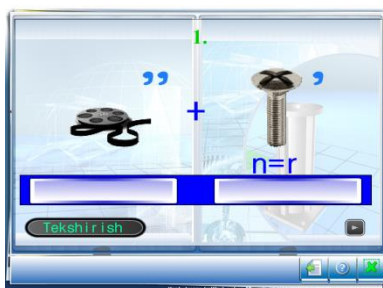 1.
,, + ,
n=r
Tekshirish